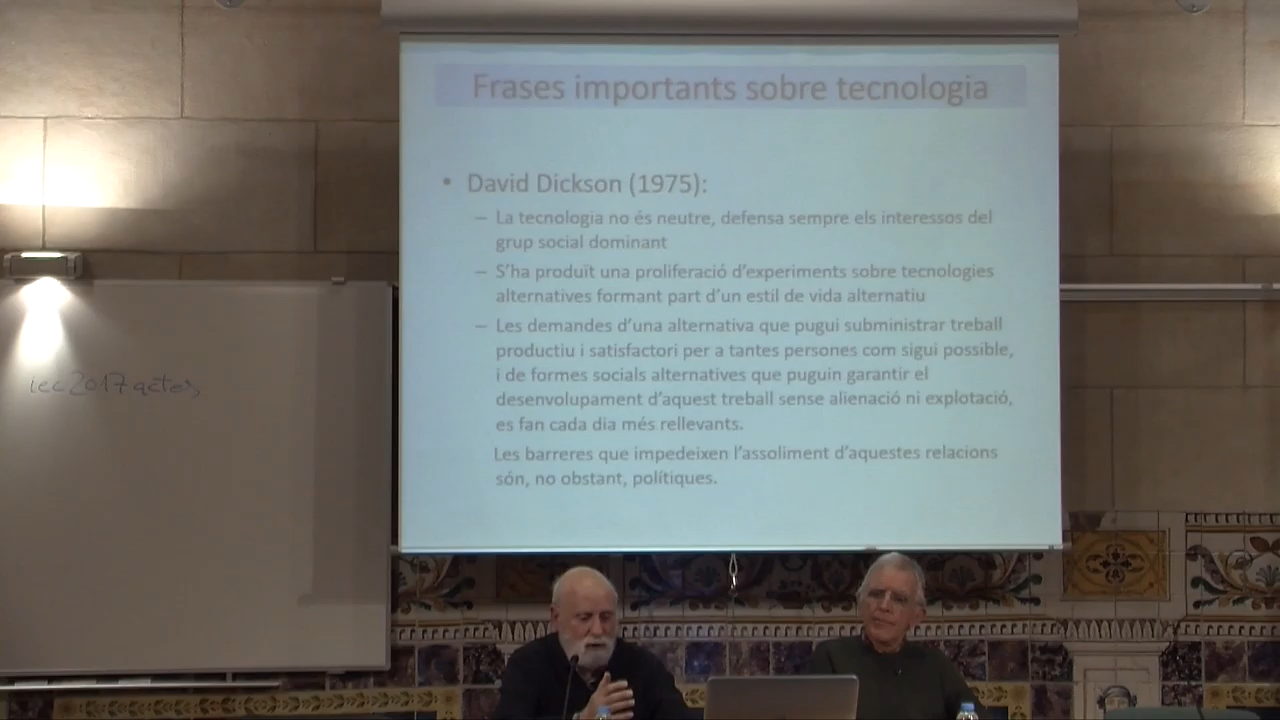 Frases importants sobre tecnologia
• David Dickson (1975):
– La tecnologia no és neutre, defensa sempre els interessos del
grup social dominant
– S'ha produït una proliferació d'experiments sobre tecnologies
alternatives formant part d'un estil de vida alternatiu
– Les demandes d'una alternativa que pugui subministrar treball
productiu i satisfactori per a tantes persones com sigui possible,
i de formes socials alternatives que puguin garantir el
desenvolupament d'aquest treball sense alienació ni explotació,
es fan cada dia més rellevants.
Les barreres que impedeixen l'assoliment d'aquestes relacions
són, no obstant, polítiques.